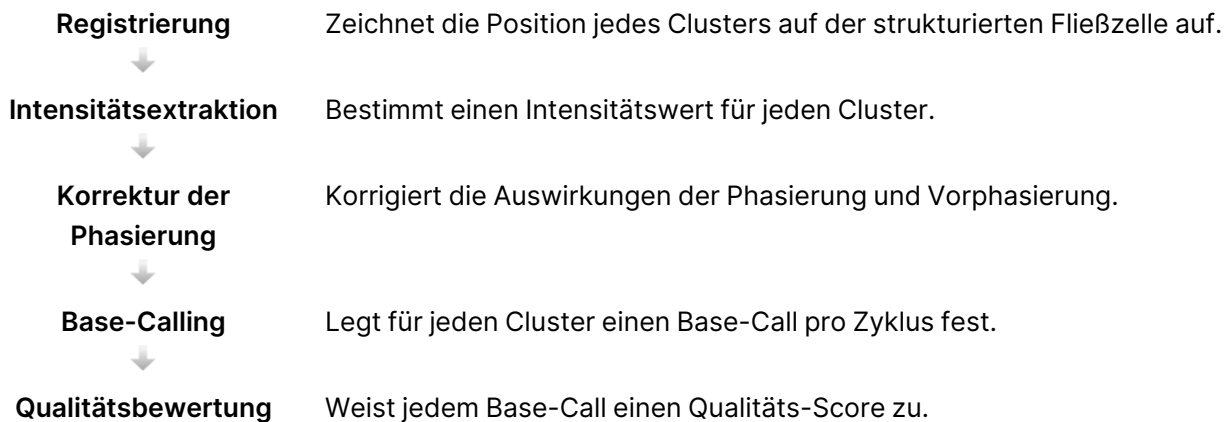 Registrierung Zeichnet die Position jedes Clusters auf der strukturierten Fließzelle auf.
Intensitätsextraktion Bestimmt einen Intensitätswert für jeden Cluster.
Korrektur der Korrigiert die Auswirkungen der Phasierung und Vorphasierung.
Phasierung
Base-Calling Legt für jeden Cluster einen Base-Call pro Zyklus fest.
Qualitätsbewertung Weist jedem Base-Call einen Qualitäts-Score zu.